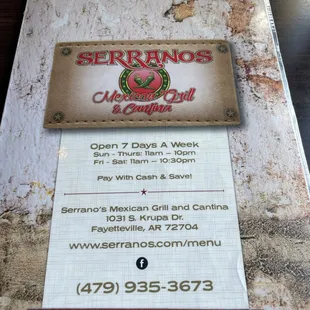 SERRANOS
Mexican Grill
& Cantina
Open 7 Days A Week
Sun - Thurs: 11am – 10pm
Fri - Sat: 11am – 10:30pm
Pay With Cash & Save!
Serrano's Mexican Grill and Cantina
1031 S. Krupa Dr.
Fayetteville, AR 72704
www.serranos.com/menu
f
(479) 935-3673